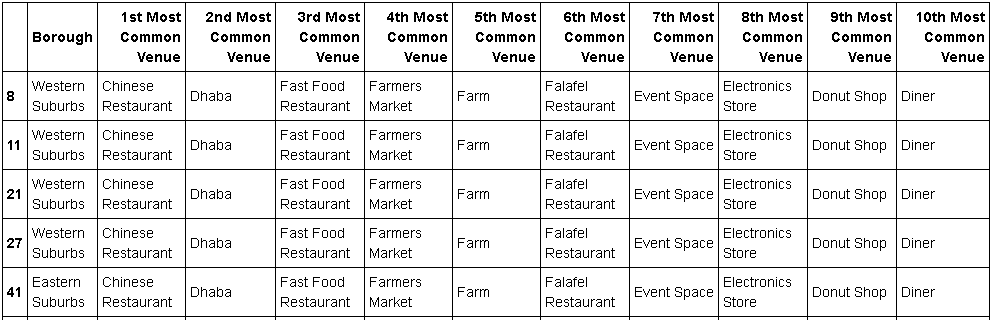 Borough 1st Most Common Venue 2nd Most Common Venue 3rd Most Common Venue 4th Most Common Venue 5th Most Common Venue 6th Most Common Venue 7th Most Common Venue 8th Most Common Venue 9th Most Common Venue 10th Most Common Venue
8 Western Suburbs Chinese Restaurant Dhaba Fast Food Restaurant Farmers Market Farm Falafel Restaurant Event Space Electronics Store Donut Shop Diner
11 Western Suburbs Chinese Restaurant Dhaba Fast Food Restaurant Farmers Market Farm Falafel Restaurant Event Space Electronics Store Donut Shop Diner
21 Western Suburbs Chinese Restaurant Dhaba Fast Food Restaurant Farmers Market Farm Falafel Restaurant Event Space Electronics Store Donut Shop Diner
27 Western Suburbs Chinese Restaurant Dhaba Fast Food Restaurant Farmers Market Farm Falafel Restaurant Event Space Electronics Store Donut Shop Diner
41 Eastern Suburbs Chinese Restaurant Dhaba Fast Food Restaurant Farmers Market Farm Falafel Restaurant Event Space Electronics Store Donut Shop Diner